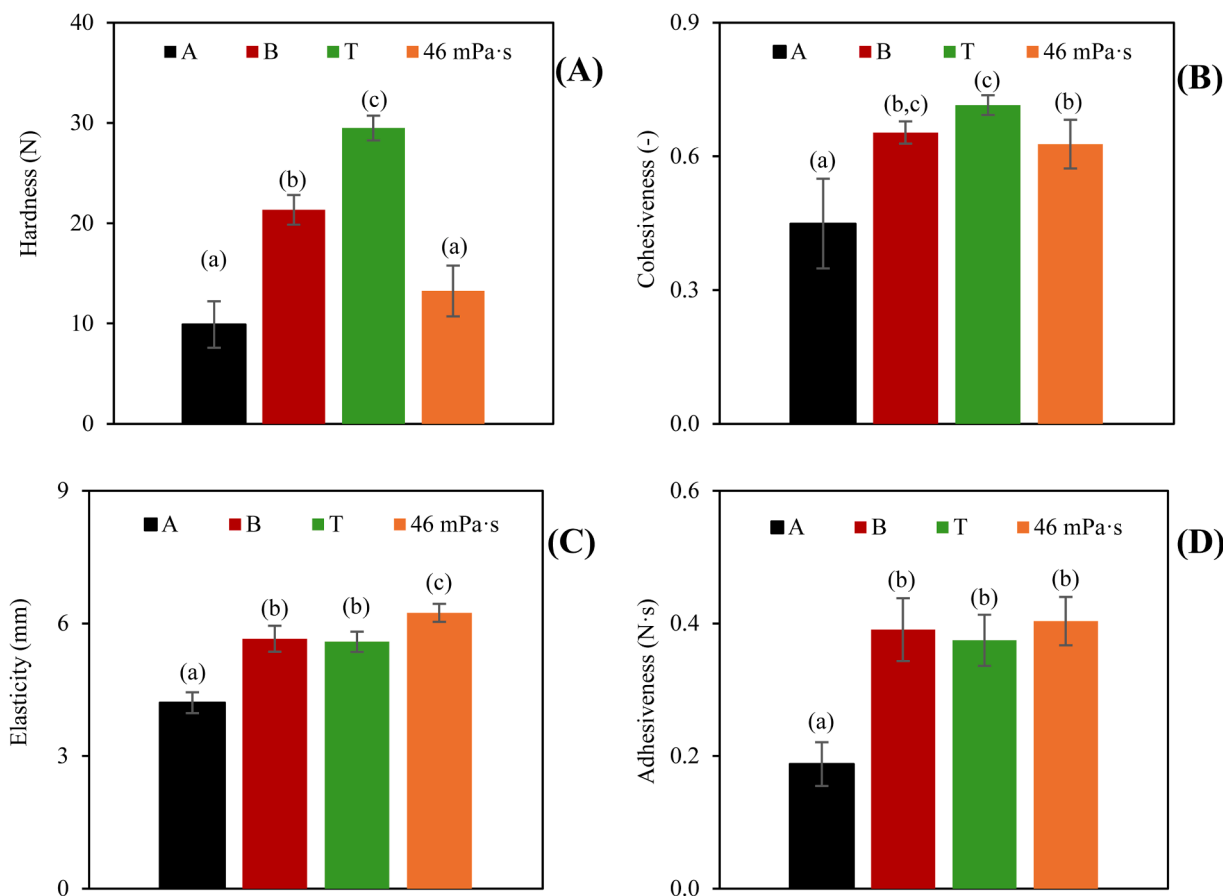 40
30
20
10
0
Hardness (N)
A B T 46 mPa·s
(A)
(a)
(b)
(c)
(a)
0.9
0.6
0.3
0.0
Cohesiveness (-)
A B T 46 mPa·s
(B)
(a)
(b,c)
(c)
(b)
9
6
3
0
Elasticity (mm)
A B T 46 mPa·s
(C)
(a)
(b)
(b)
(c)
0.6
0.4
0.2
0.0
Adhesiveness (N·s)
A B T 46 mPa·s
(D)
(a)
(b)
(b)
(b)